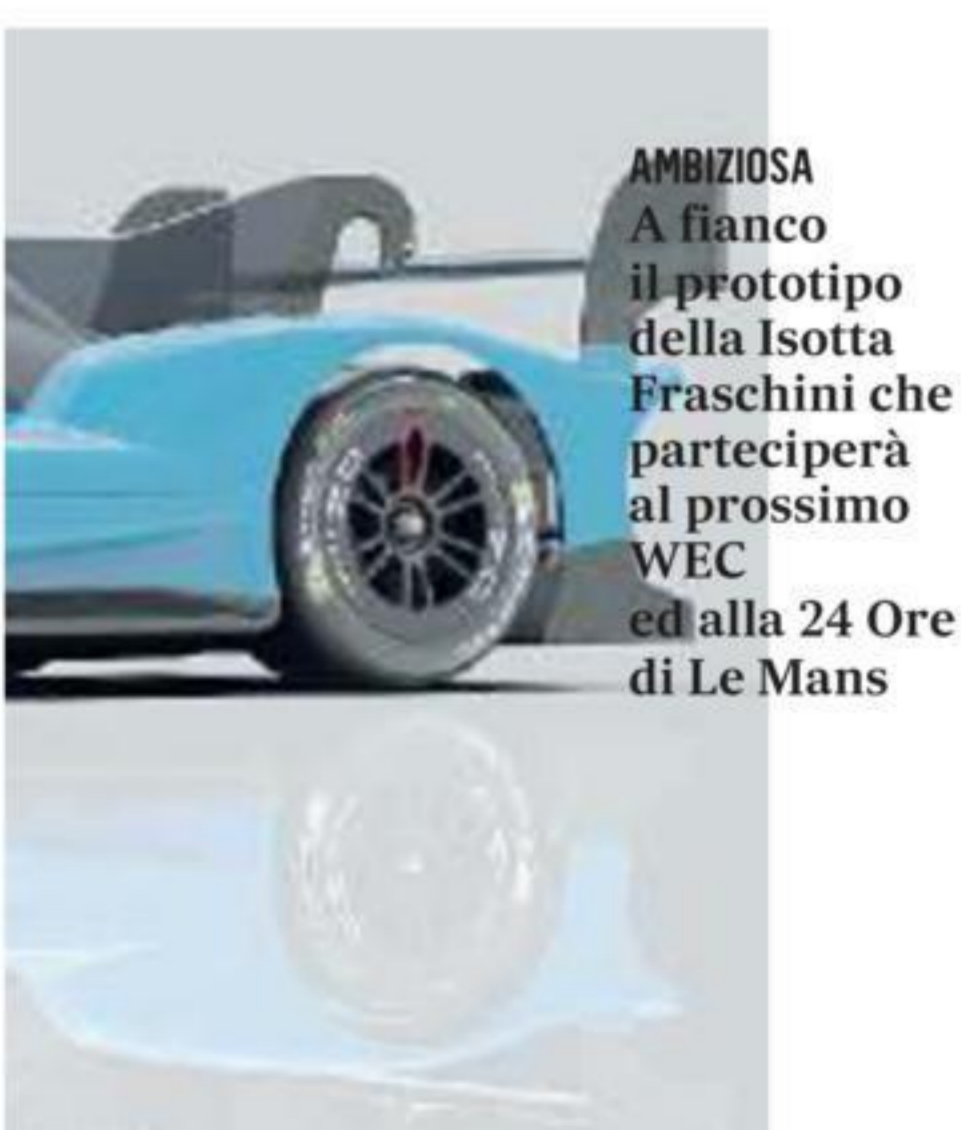 AMBIZIOSA
A fianco
il prototipo
della Isotta
Fraschini che
parteciperà
al prossimo
WEC
ed alla 24 Ore
di Le Mans